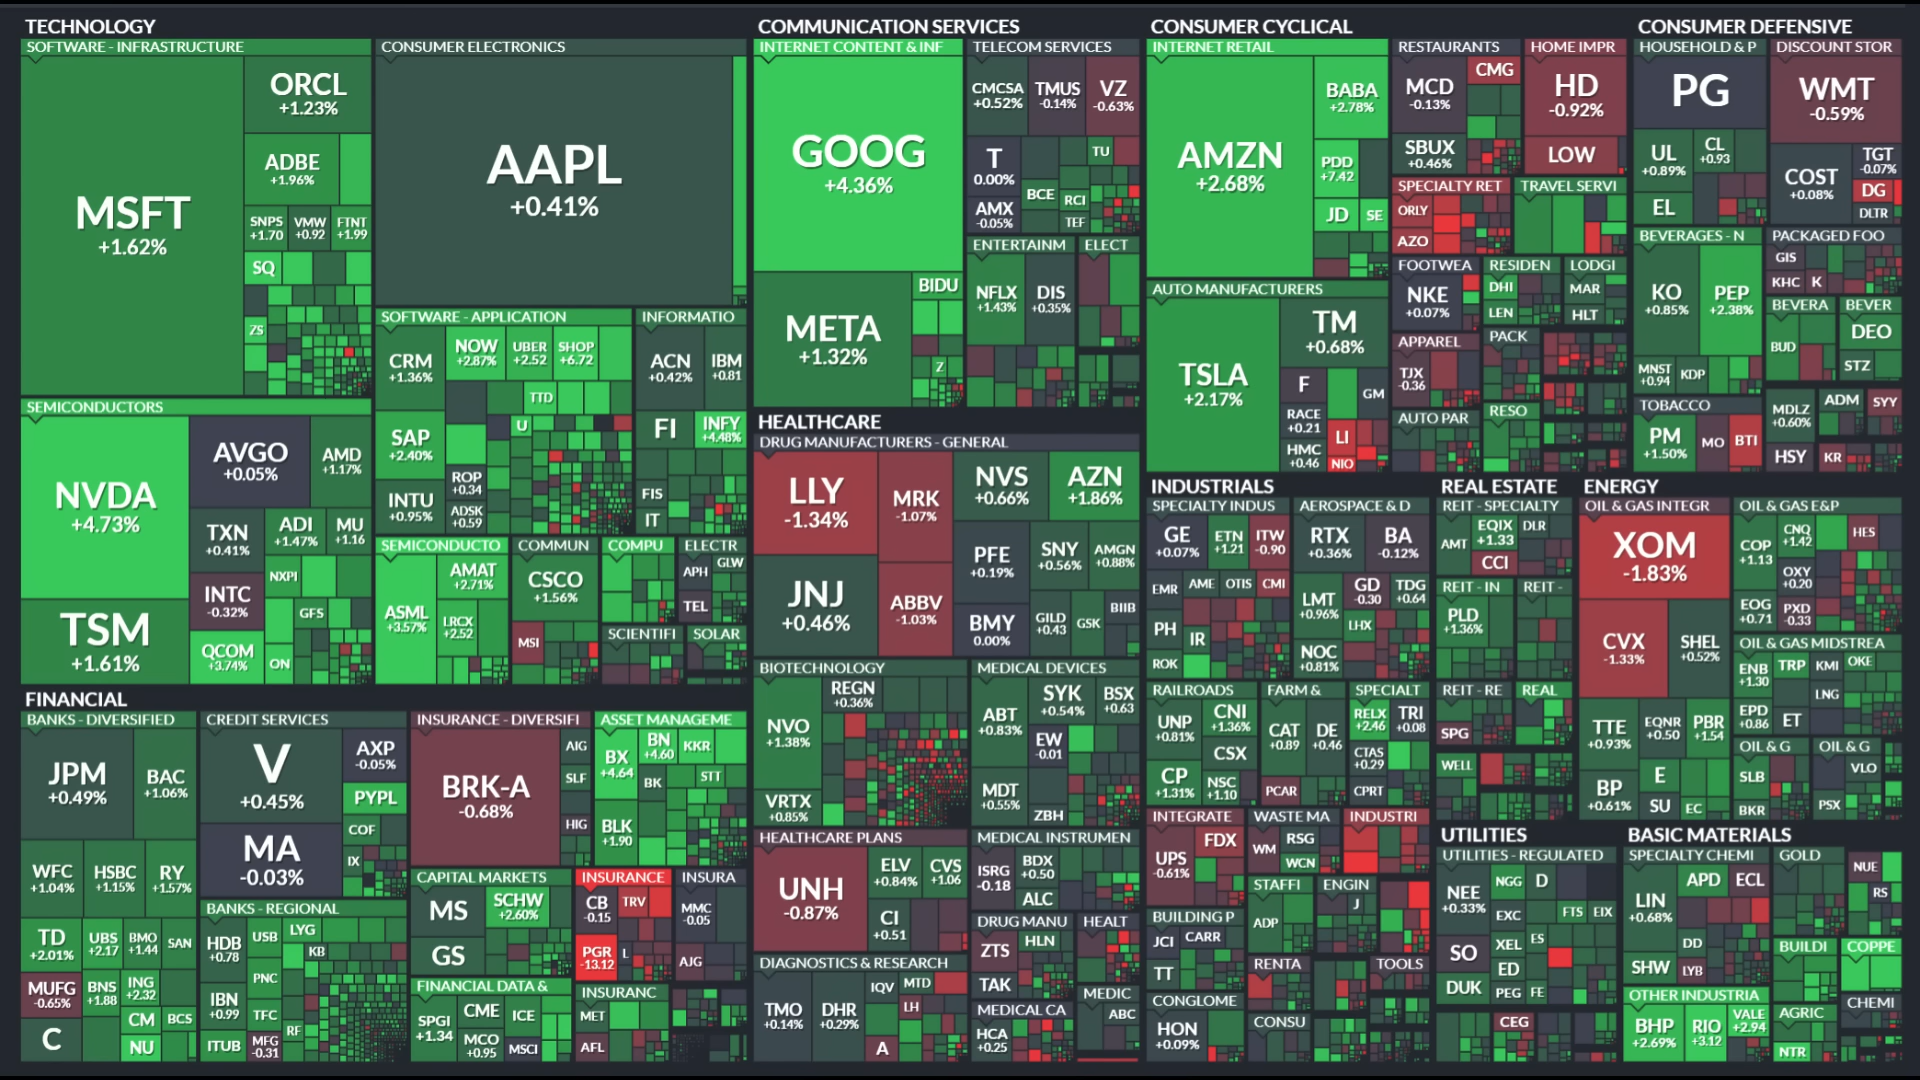 TECHNOLOGY
SOFTWARE - INFRASTRUCTURE
MSFT
+1.62%
ORCL
+1.23%
ADBE
+1.96%
SNPS
+1.70
VMW
+0.92
FTNT
+1.99
SQ
ZS
CONSUMER ELECTRONICS
AAPL
+0.41%
SEMICONDUCTORS
NVDA
+4.73%
TSM
+1.61%
AVGO
+0.05%
AMD
+1.17%
TXN
+0.41%
ADI
+1.47%
MU
+1.16
INTC
-0.32%
NXPI
QCOM
+3.74%
GFS
ON
SOFTWARE - APPLICATION
CRM
+1.36%
NOW
+2.87%
UBER
+2.52
SHOP
+6.72
TTD
U
SAP
+2.40%
INTU
+0.95%
ROP
+0.34
ADSK
+0.59
INFORMATIO
ACN
+0.42%
IBM
+0.81
FI
INFY
+4.48%
FIS
IT
SEMICONDUCTO
ASML
+3.57%
AMAT
+2.71%
LRCX
+2.52
COMMUN
CSCO
+1.56%
MSI
COMPU
ELECTR
APH
GLW
TEL
SCIENTIFI
SOLAR
FINANCIAL
BANKS - DIVERSIFIED
JPM
+0.49%
BAC
+1.06%
WFC
+1.04%
HSBC
+1.15%
RY
+1.57%
TD
+2.01%
UBS
+2.17
BMO
+1.44
SAN
MUFG
-0.65%
BNS
+1.88
ING
+2.32
C
CM
BCS
NU
CREDIT SERVICES
V
+0.45%
MA
-0.03%
AXP
-0.05%
PYPL
COF
IX
BANKS - REGIONAL
HDB
+0.78
USB
LYG
KB
PNC
IBN
+0.99
TFC
ITUB
MFG
-0.31
RF
INSURANCE - DIVERSIFI
BRK-A
-0.68%
AIG
SLF
HIG
ASSET MANAGEME
BX
+4.64
BN
+4.60
KKR
BK
STT
BLK
+1.90
CAPITAL MARKETS
MS
SCHW
+2.60%
GS
INSURANCE
CB
-0.15
TRV
PGR
-13.12
L
INSURA
MMC
-0.05
AJG
FINANCIAL DATA &
SPGI
+1.34
CME
ICE
MCO
+0.95
MSCI
INSURANC
MET
AFL
COMMUNICATION SERVICES
INTERNET CONTENT & INF
GOOG
+4.36%
META
+1.32%
BIDU
Z
TELECOM SERVICES
CMCSA
+0.52%
TMUS
-0.14%
VZ
-0.63%
T
0.00%
TU
BCE
RCI
AMX
-0.05%
TEF
ENTERTAINM
NFLX
+1.43%
DIS
+0.35%
ELECT
HEALTHCARE
DRUG MANUFACTURERS - GENERAL
LLY
-1.34%
MRK
-1.07%
NVS
+0.66%
AZN
+1.86%
JNJ
+0.46%
ABBV
-1.03%
PFE
+0.19%
SNY
+0.56%
AMGN
+0.88%
BMY
0.00%
GILD
+0.43
GSK
BIIB
BIOTECHNOLOGY
NVO
+1.38%
REGN
+0.36%
VRTX
+0.85%
MEDICAL DEVICES
ABT
+0.83%
SYK
+0.54%
BSX
+0.63
EW
-0.01
MDT
+0.55%
ZBH
HEALTHCARE PLANS
UNH
-0.87%
ELV
+0.84%
CVS
+1.06
CI
+0.51
MEDICAL INSTRUMEN
ISRG
-0.18
BDX
+0.50
ALC
DRUG MANU
ZTS
HLN
TAK
HEALT
DIAGNOSTICS & RESEARCH
TMO
+0.14%
DHR
+0.29%
IQV
MTD
LH
A
MEDICAL CA
HCA
+0.25
MEDIC
ABC
CONSUMER CYCLICAL
INTERNET RETAIL
AMZN
+2.68%
BABA
+2.78%
PDD
+7.42
JD
SE
RESTAURANTS
MCD
-0.13%
CMG
SBUX
+0.46%
HOME IMPR
HD
-0.92%
LOW
SPECIALTY RET
ORLY
AZO
TRAVEL SERVI
AUTO MANUFACTURERS
TSLA
+2.17%
TM
+0.68%
F
GM
RACE
+0.21
LI
HMC
+0.46
NIO
FOOTWEA
NKE
+0.07%
RESIDEN
DHI
LEN
LODGI
MAR
HLT
APPAREL
TJX
-0.36
PACK
AUTO PAR
RESO
CONSUMER DEFENSIVE
HOUSEHOLD & P
PG
UL
+0.89%
CL
+0.93
EL
DISCOUNT STOR
WMT
-0.59%
COST
+0.08%
TGT
-0.07%
DG
DLTR
BEVERAGES - N
KO
+0.85%
PEP
+2.38%
MNST
+0.94
KDP
PACKAGED FOO
GIS
KHC
K
BEVERA
BUD
BEVER
DEO
STZ
TOBACCO
PM
+1.50%
MO
BTI
MDLZ
+0.60%
ADM
SYY
HSY
KR
INDUSTRIALS
SPECIALTY INDUS
GE
+0.07%
ETN
+1.21
ITW
-0.90
EMR
AME
OTIS
CMI
PH
IR
ROK
AEROSPACE & D
RTX
+0.36%
BA
-0.12%
LMT
+0.96%
GD
-0.30
TDG
+0.64
LHX
NOC
+0.81%
RAILROADS
UNP
+0.81%
CNI
+1.36%
CSX
CP
+1.31%
NSC
+1.10
FARM &
CAT
+0.89
DE
+0.46
PCAR
SPECIALT
RELX
+2.46
TRI
+0.08
CTAS
+0.29
CPRT
INTEGRATE
UPS
-0.61%
FDX
WASTE MA
WM
RSG
WCN
INDUSTRI
STAFFI
ADP
ENGIN
J
BUILDING P
JCI
CARR
TT
RENTA
TOOLS
CONGLOME
HON
+0.09%
CONSU
REAL ESTATE
REIT - SPECIALTY
AMT
EQIX
+1.33
DLR
CCI
REIT - IN
PLD
+1.36%
REIT -
REIT - RE
SPG
REAL
WELL
ENERGY
OIL & GAS INTEGR
XOM
-1.83%
CVX
-1.33%
SHEL
+0.52%
TTE
+0.93%
EQNR
+0.50
PBR
+1.54
BP
+0.61%
E
SU
EC
OIL & GAS E&P
COP
+1.13
CNQ
+1.42
HES
OXY
+0.20
EOG
+0.71
PXD
-0.33
OIL & GAS MIDSTREA
ENB
+1.30
TRP
KMI
OKE
LNG
EPD
+0.86
ET
OIL & G
SLB
BKR
OIL & G
VLO
PSX
UTILITIES
UTILITIES - REGULATED
NEE
+0.33%
NGG
D
EXC
FTS
EIX
SO
XEL
ES
ED
DUK
PEG
FE
CEG
BASIC MATERIALS
SPECIALTY CHEMI
LIN
+0.68%
APD
ECL
DD
SHW
LYB
GOLD
NUE
RS
BUILDI
COPPE
OTHER INDUSTRIA
BHP
+2.69%
RIO
+3.12
VALE
+2.94
AGRIC
NTR
CHEMI